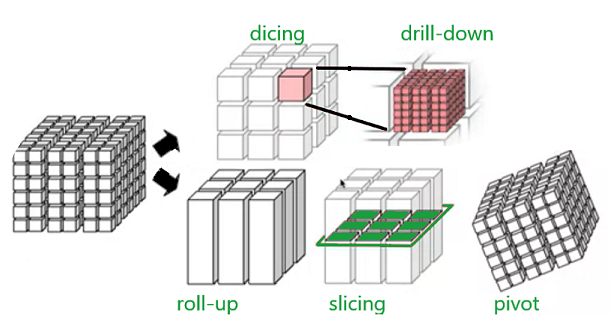 dicing
drill-down
roll-up
slicing
pivot